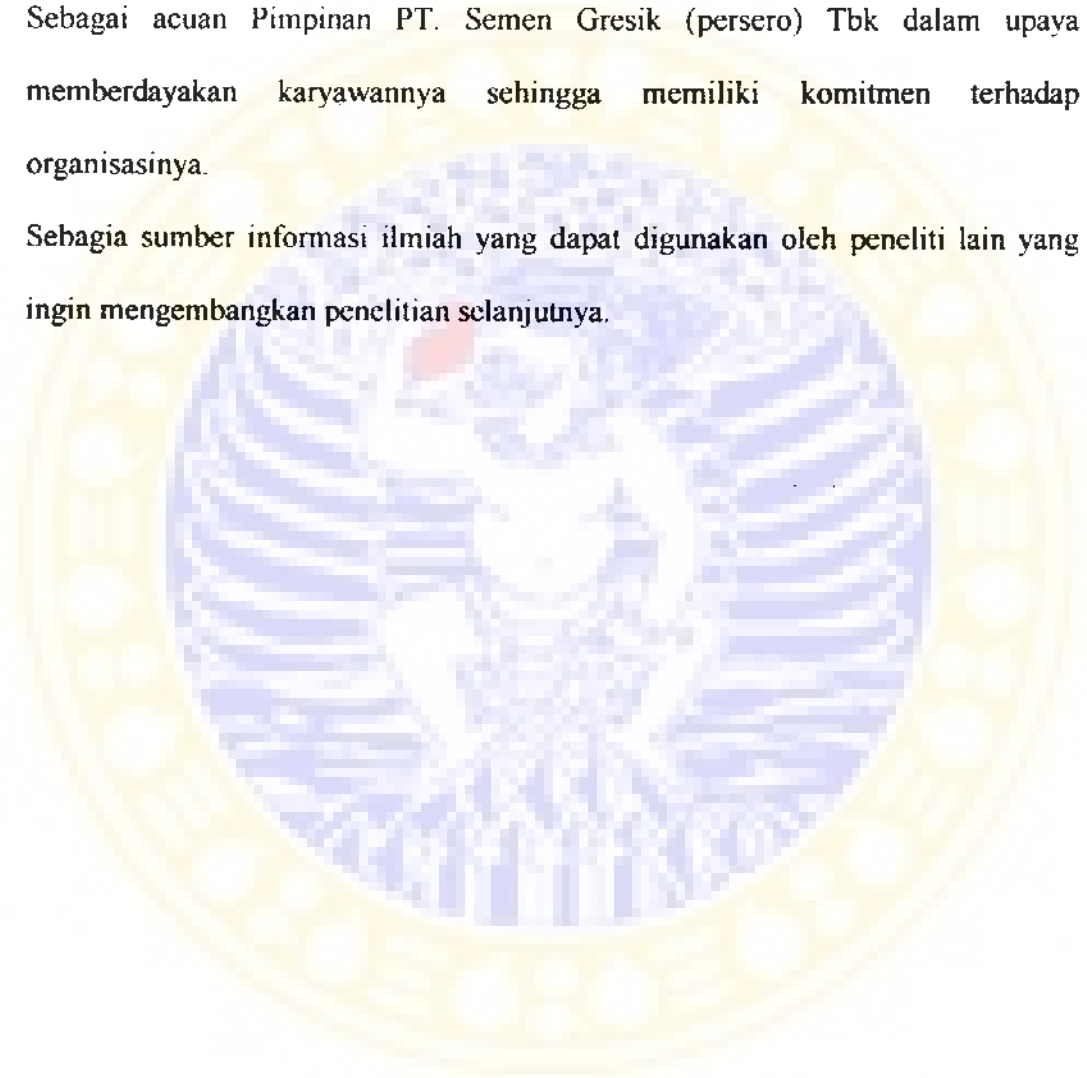 Sebagai acuan Pimpinan PT. Semen Gresik (persero) Tbk dalam upaya
memberdayakan karyawannya sehingga memiliki komitmen terhadap
organisasinya.
Sebagia sumber informasi ilmiah yang dapat digunakan oleh peneliti lain yang
ingin mengembangkan penelitian selanjutnya.